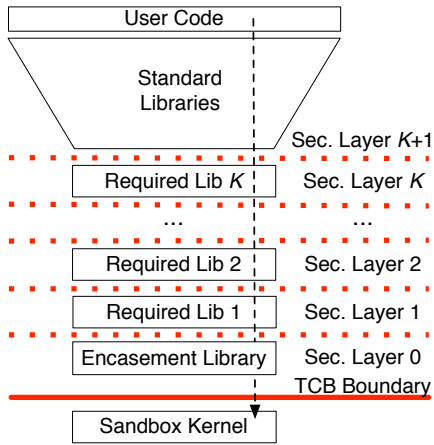 User Code
Standard
Libraries
Sec. Layer K+1
Required Lib K Sec. Layer K
... ...
Required Lib 2 Sec. Layer 2
Required Lib 1 Sec. Layer 1
Encasement Library Sec. Layer 0
TCB Boundary
Sandbox Kernel